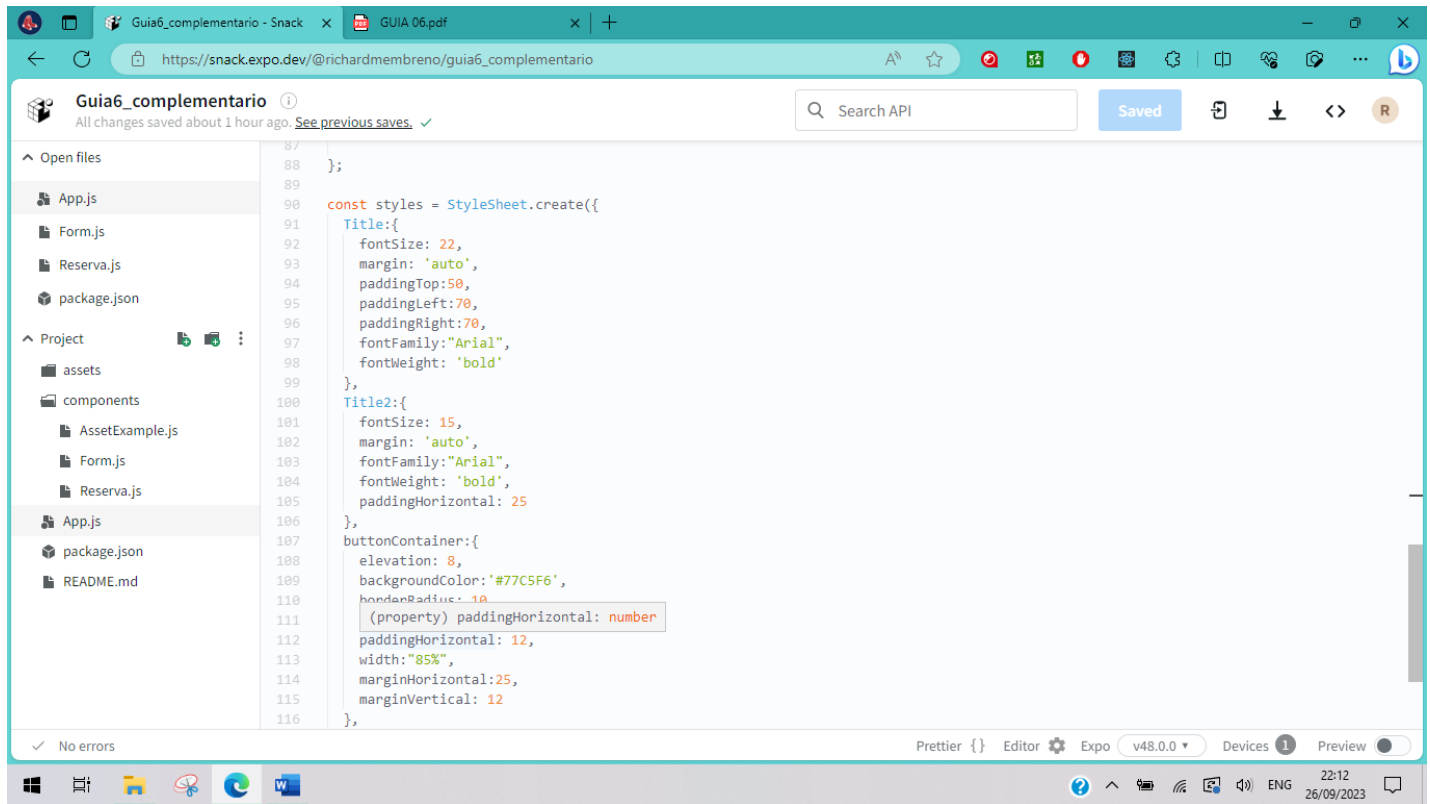 Guia6_complementario - Snack
GUIA 06.pdf
https://snack.expo.dev/@richardmembreno/guia6_complementario
Guia6_complementario
All changes saved about 1 hour ago. See previous saves.
Search API
Saved
R
Open files
App.js
Form.js
Reserva.js
package.json
Project
assets
components
AssetExample.js
Form.js
Reserva.js
App.js
package.json
README.md
87
88 };
89
90 const styles = StyleSheet.create({
91 Title:{
92 fontSize: 22,
93 margin: 'auto',
94 paddingTop:50,
95 paddingLeft:70,
96 paddingRight:70,
97 fontFamily:"Arial",
98 fontWeight: 'bold'
99 },
100 Title2:{
101 fontSize: 15,
102 margin: 'auto',
103 fontFamily:"Arial",
104 fontWeight: 'bold',
105 paddingHorizontal: 25
106 },
107 buttonContainer:{
108 elevation: 8,
109 backgroundColor:'#77C5F6',
110 borderRadius: 10
111 (property) paddingHorizontal: number
112 paddingHorizontal: 12,
113 width:"85%",
114 marginHorizontal:25,
115 marginVertical: 12
116 },
No errors
Prettier {} Editor Expo v48.0.0 Devices 1 Preview
ENG
22:12
26/09/2023